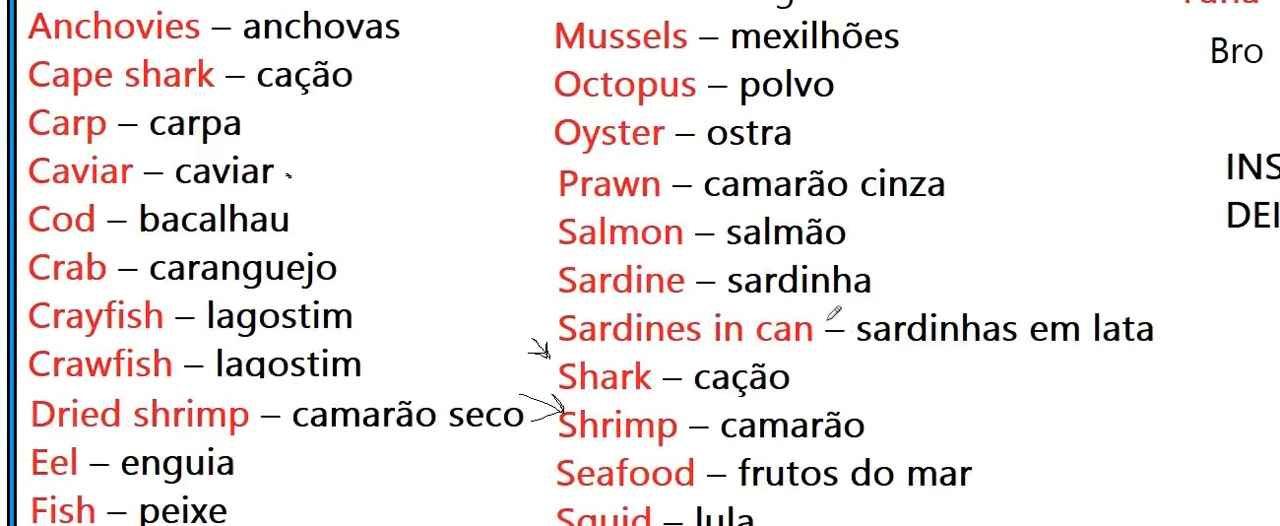 Anchovies – anchovas
Cape shark – cação
Carp – carpa
Caviar – caviar
Cod – bacalhau
Crab – caranguejo
Crayfish – lagostim
Crawfish – lagostim
Dried shrimp – camarão seco
Eel – enguia
Fish – peixe
Mussels – mexilhões
Octopus – polvo
Oyster – ostra
Prawn – camarão cinza
Salmon – salmão
Sardine – sardinha
Sardines in can – sardinhas em lata
Shark – cação
Shrimp – camarão
Seafood – frutos do mar
Squid – lula
Bro
INS
DEI